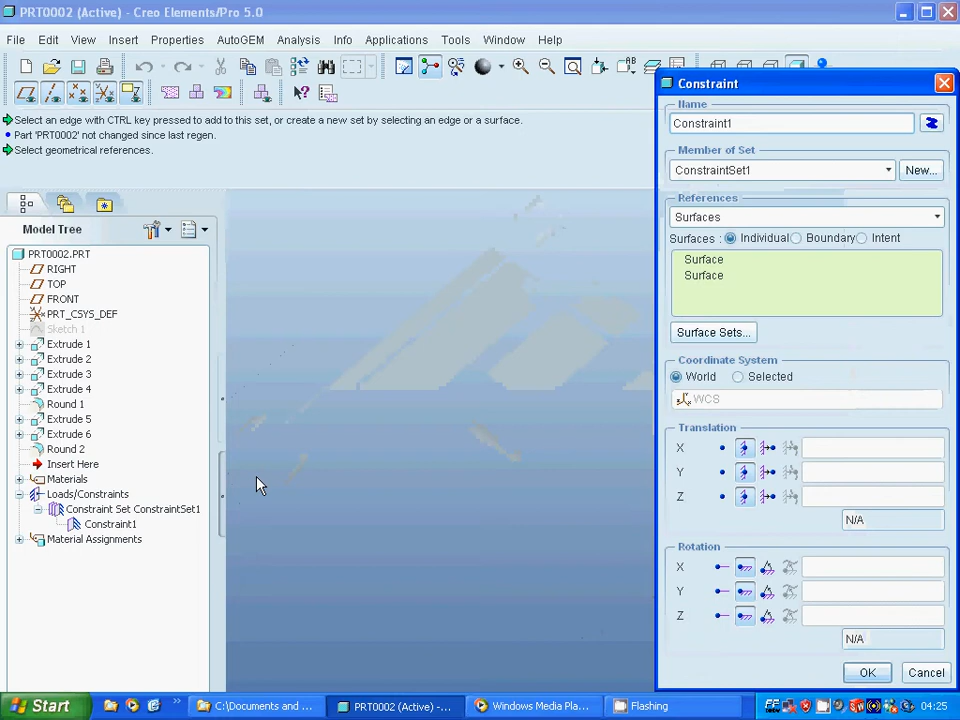 PRT0002 (Active) - Creo Elements/Pro 5.0
File Edit View Insert Properties AutoGEM Analysis Info Applications Tools Window Help
Select an edge with CTRL key pressed to add to this set, or create a new set by selecting an edge or a surface.
Part 'PRT0002' not changed since last regen.
Select geometrical references.
Model Tree
PRT0002.PRT
RIGHT
TOP
FRONT
PRT_CSYS_DEF
Sketch 1
Extrude 1
Extrude 2
Extrude 3
Extrude 4
Round 1
Extrude 5
Extrude 6
Round 2
Insert Here
Materials
Loads/Constraints
Constraint Set ConstraintSet1
Constraint1
Material Assignments
Constraint
Name
Constraint1
Member of Set
ConstraintSet1 New...
References
Surfaces
Surfaces : Individual Boundary Intent
Surface
Surface
Surface Sets...
Coordinate System
World Selected
WCS
Translation
X
Y
Z
N/A
Rotation
X
Y
Z
N/A
OK Cancel
Start C:\Documents and ... PRT0002 (Active) -... Windows Media Pla... Flashing 04:25